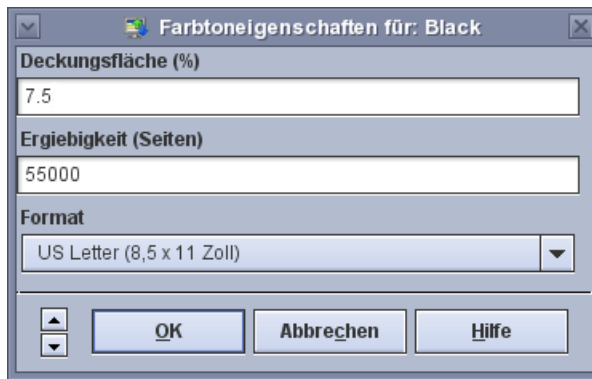 Farbtoneigenschaften für: Black
Deckungsfläche (%)
7.5
Ergiebigkeit (Seiten)
55000
Format
US Letter (8,5 x 11 Zoll)
OK Abbrechen Hilfe